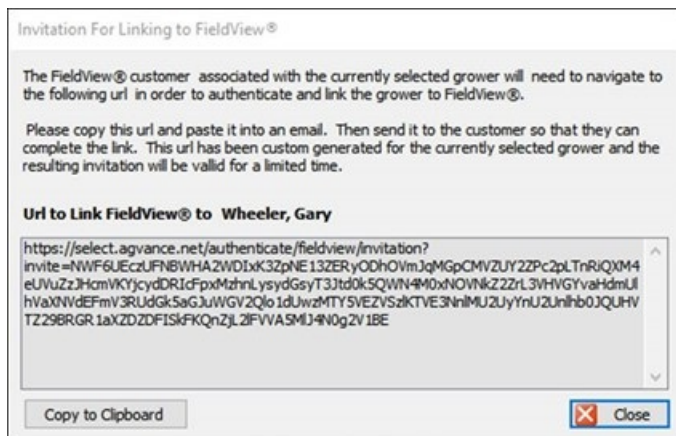 Invitation For Linking to FieldView®
The FieldView® customer associated with the currently selected grower will need to navigate to
the following url in order to authenticate and link the grower to FieldView®.
Please copy this url and paste it into an email. Then send it to the customer so that they can
complete the link. This url has been custom generated for the currently selected grower and the
resulting invitation will be vallid for a limited time.
Url to Link FieldView® to Wheeler, Gary
https://select.agvance.net/authenticate/fieldview/invitation?
Copy to Clipboard
Close